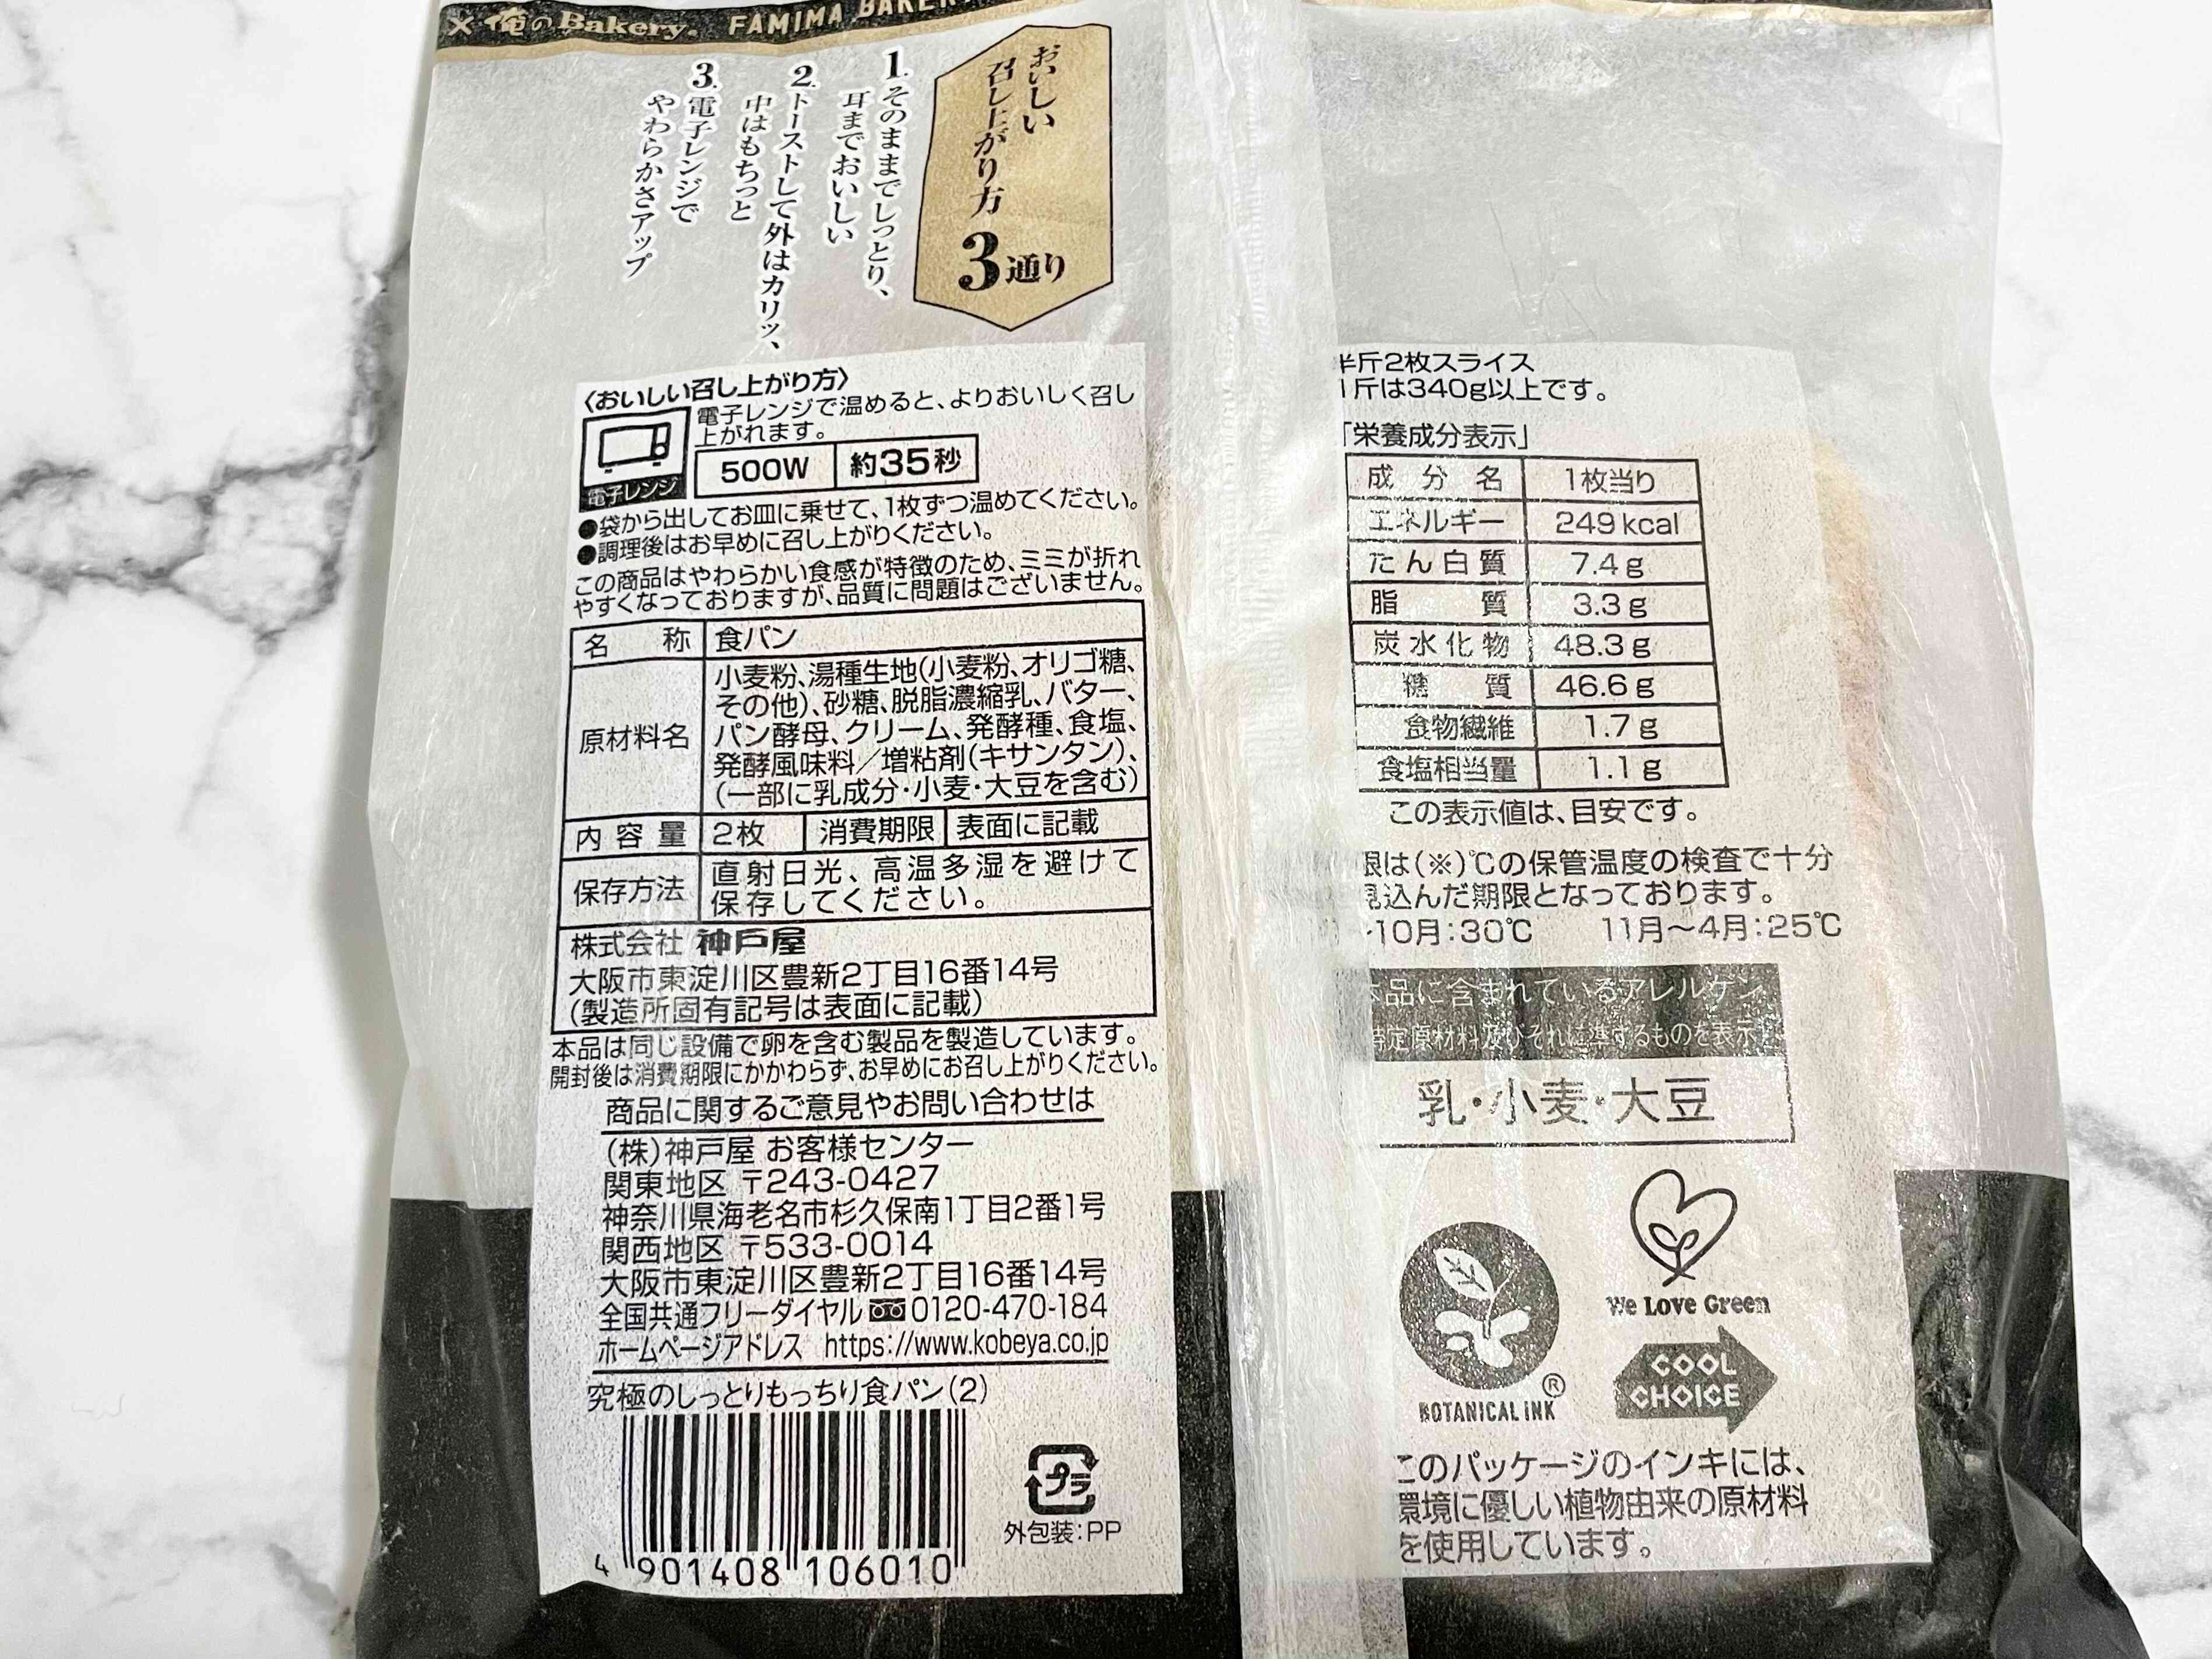 × 俺のBakery. FAMIMA BAKER
おいしい
召し上がり方
3通り
1. そのままでしっとり、
耳までおいしい
2. トーストして外はカリッ、
中はもちっと
3. 電子レンジで
やわらかさアップ
〈おいしい召し上がり方〉
電子レンジで温めると、よりおいしく召し
上がれます。
500W 約35秒
電子レンジ
●袋から出してお皿に乗せて、1枚ずつ温めてください。
●調理後はお早めに召し上がりください。
この商品はやわらかい食感が特徴のため、ミミが折れ
やすくなっておりますが、品質に問題はございません。
名称 食パン
原材料名 小麦粉、湯種生地(小麦粉、オリゴ糖、
その他)、砂糖、脱脂濃縮乳、バター、
パン酵母、クリーム、発酵種、食塩、
発酵風味料/増粘剤(キサンタン)、
(一部に乳成分・小麦・大豆を含む)
内容量 2枚 消費期限 表面に記載
保存方法 直射日光、高温多湿を避けて
保存してください。
株式会社 神戸屋
大阪市東淀川区豊新2丁目16番14号
(製造所固有記号は表面に記載)
本品は同じ設備で卵を含む製品を製造しています。
開封後は消費期限にかかわらず、お早めにお召し上がりください。
商品に関するご意見やお問い合わせは
(株)神戸屋 お客様センター
関東地区 〒243-0427
神奈川県海老名市杉久保南1丁目2番1号
関西地区 〒533-0014
大阪市東淀川区豊新2丁目16番14号
全国共通フリーダイヤル 0120-470-184
ホームページアドレス https://www.kobeya.co.jp
究極のしっとりもっちり食パン(2)
4 901408 106010
プラ
外包装:PP
半斤2枚スライス
1斤は340g以上です。
「栄養成分表示」
成分名 1枚当り
エネルギー 249kcal
たん白質 7.4g
脂質 3.3g
炭水化物 48.3g
糖質 46.6g
食物繊維 1.7g
食塩相当量 1.1g
この表示値は、目安です。
限は(※)℃の保管温度の検査で十分
見込んだ期限となっております。
~10月:30℃ 11月～4月:25℃
本品に含まれているアレルゲン
特定原材料及びそれに準ずるものを表示
乳・小麦・大豆
We Love Green
BOTANICAL iNK ®
COOL
CHOICE
このパッケージのインキには、
環境に優しい植物由来の原材料
を使用しています。